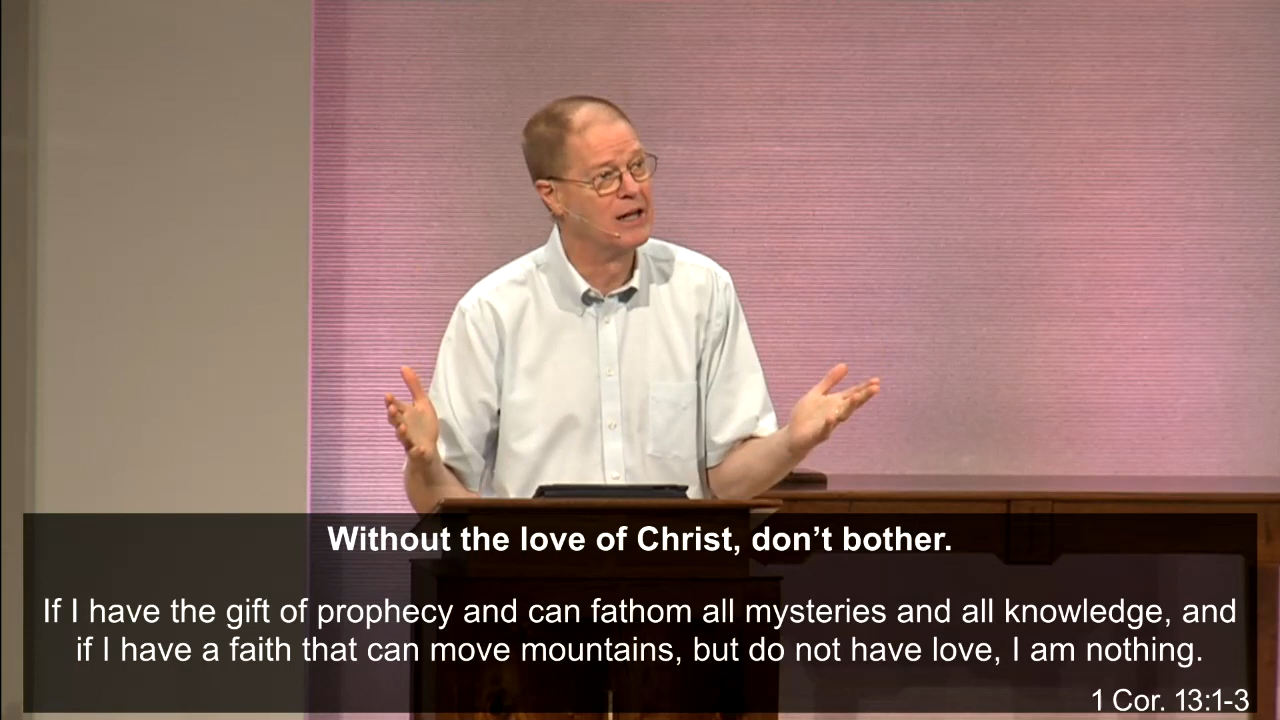 Without the love of Christ, don’t bother.
If I have the gift of prophecy and can fathom all mysteries and all knowledge, and
if I have a faith that can move mountains, but do not have love, I am nothing.
1 Cor. 13:1-3